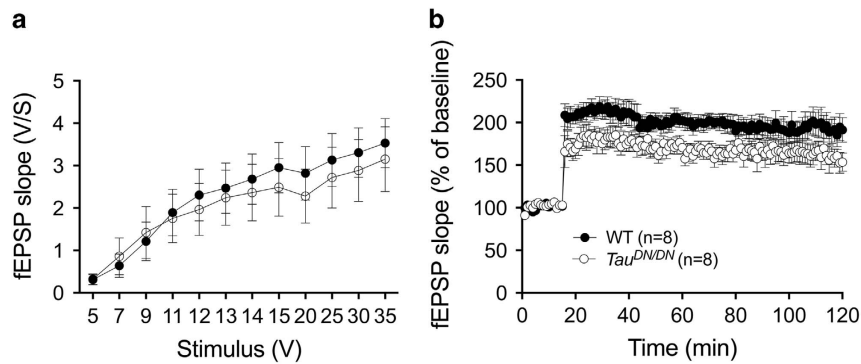 a
fEPSP slope (V/S)
5
4
3
2
1
0
5 7 9 11 12 13 14 15 20 25 30 35
Stimulus (V)
b
fEPSP slope (% of baseline)
250
200
150
100
50
0
WT (n=8)
Tau^DN/DN (n=8)
0 20 40 60 80 100 120
Time (min)